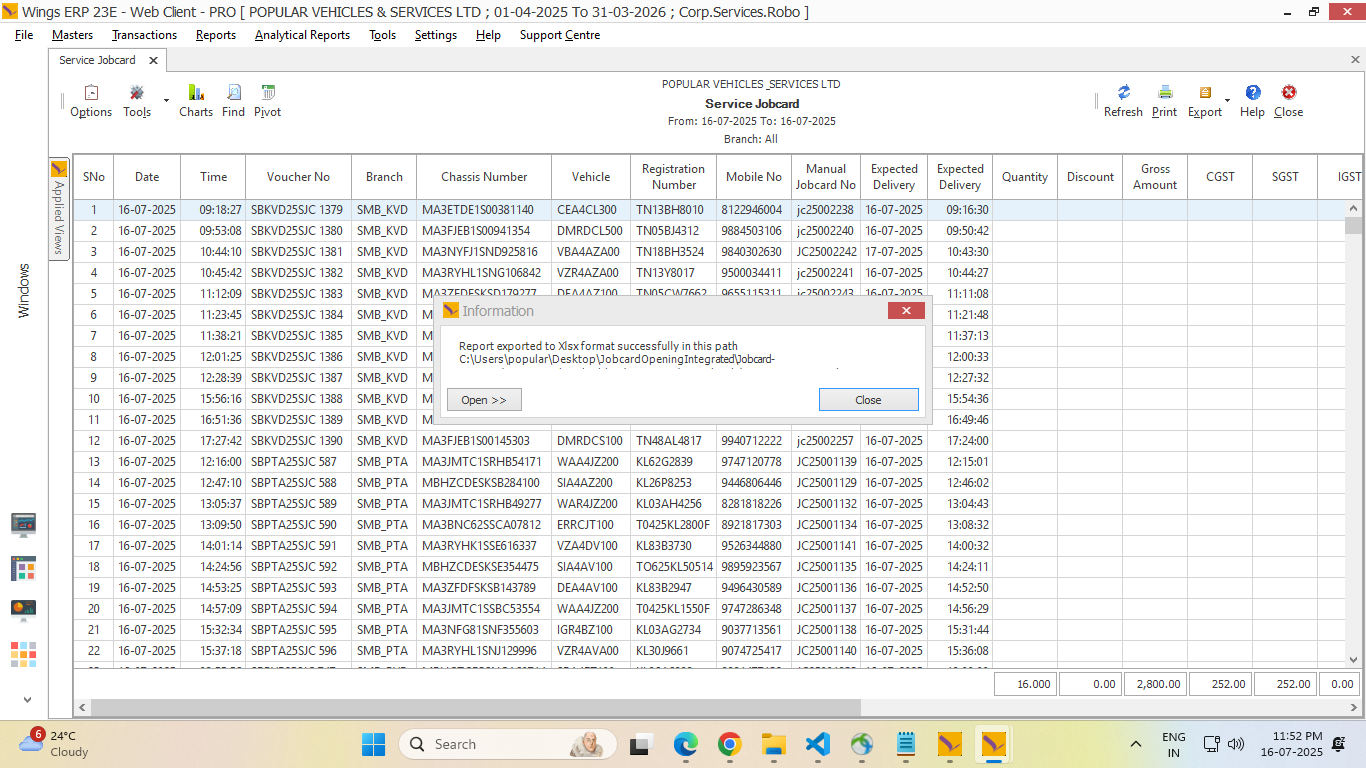 Wings ERP 23E - Web Client - PRO [ POPULAR VEHICLES & SERVICES LTD ; 01-04-2025 To 31-03-2026 ; Corp.Services.Robo ]
File Masters Transactions Reports Analytical Reports Tools Settings Help Support Centre
Service Jobcard
Options Tools Charts Find Pivot
POPULAR VEHICLES_SERVICES LTD
Service Jobcard
From: 16-07-2025 To: 16-07-2025
Branch: All
Refresh Print Export Help Close
Windows
Applied Views
SNo Date Time Voucher No Branch Chassis Number Vehicle Registration Number Mobile No Manual Jobcard No Expected Delivery Expected Delivery Quantity Discount Gross Amount CGST SGST IGST
1 16-07-2025 09:18:27 SBKVD25SJC 1379 SMB_KVD MA3ETDE1S00381140 CEA4CL300 TN13BH8010 8122946004 jc25002238 16-07-2025 09:16:30
2 16-07-2025 09:53:08 SBKVD25SJC 1380 SMB_KVD MA3FJEB1S00941354 DMRDCL500 TN05BJ4312 9884503106 jc25002240 16-07-2025 09:50:42
3 16-07-2025 10:44:10 SBKVD25SJC 1381 SMB_KVD MA3NYFJ1SND925816 VBA4AZA00 TN18BH3524 9840302630 JC25002242 17-07-2025 10:43:30
4 16-07-2025 10:45:42 SBKVD25SJC 1382 SMB_KVD MA3RYHL1SNG106842 VZR4AZA00 TN13Y8017 9500034411 jc25002241 16-07-2025 10:44:27
5 16-07-2025 11:12:09 SBKVD25SJC 1383 SMB_KVD MA3ZFDFSKSD179277 DEA4AZ100 TN05CW7662 9655115311 jc25002243 16-07-2025 11:11:08
6 16-07-2025 11:23:45 SBKVD25SJC 1384 SMB_KVD 11:21:48
7 16-07-2025 11:38:21 SBKVD25SJC 1385 SMB_KVD 11:37:13
8 16-07-2025 12:01:25 SBKVD25SJC 1386 SMB_KVD 12:00:33
9 16-07-2025 12:28:39 SBKVD25SJC 1387 SMB_KVD 12:27:32
10 16-07-2025 15:56:16 SBKVD25SJC 1388 SMB_KVD 15:54:36
11 16-07-2025 16:51:36 SBKVD25SJC 1389 SMB_KVD 16:49:46
Information
Report exported to Xlsx format successfully in this path
C:\Users\popular\Desktop\JobcardOpeningIntegrated\Jobcard-
Open >> Close
12 16-07-2025 17:27:42 SBKVD25SJC 1390 SMB_KVD MA3FJEB1S00145303 DMRDCS100 TN48AL4817 9940712222 jc25002257 16-07-2025 17:24:00
13 16-07-2025 12:16:00 SBPTA25SJC 587 SMB_PTA MA3JMTC1SRHB54171 WAA4JZ200 KL62G2839 9747120778 JC25001139 16-07-2025 12:15:01
14 16-07-2025 12:47:10 SBPTA25SJC 588 SMB_PTA MBHZCDESKSB284100 SIA4AZ200 KL26P8253 9446806446 JC25001129 16-07-2025 12:46:02
15 16-07-2025 13:05:37 SBPTA25SJC 589 SMB_PTA MA3JMTC1SRHB49277 WAR4JZ200 KL03AH4256 8281818226 JC25001132 16-07-2025 13:04:43
16 16-07-2025 13:09:50 SBPTA25SJC 590 SMB_PTA MA3BNC62SSCA07812 ERRCJT100 T0425KL2800F 8921817303 JC25001134 16-07-2025 13:08:32
17 16-07-2025 14:01:14 SBPTA25SJC 591 SMB_PTA MA3RYHK1SSE616337 VZA4DV100 KL83B3730 9526344880 JC25001141 16-07-2025 14:00:32
18 16-07-2025 14:24:56 SBPTA25SJC 592 SMB_PTA MBHZCDESKSE354475 SIA4AV100 TO625KL50514 9895923567 JC25001135 16-07-2025 14:24:11
19 16-07-2025 14:53:25 SBPTA25SJC 593 SMB_PTA MA3ZFDFSKSB143789 DEA4AV100 KL83B2947 9496430589 JC25001136 16-07-2025 14:52:50
20 16-07-2025 14:57:09 SBPTA25SJC 594 SMB_PTA MA3JMTC1SSBC53554 WAA4JZ200 T0425KL1550F 9747286348 JC25001137 16-07-2025 14:56:29
21 16-07-2025 15:32:34 SBPTA25SJC 595 SMB_PTA MA3NFG81SNF355603 IGR4BZ100 KL03AG2734 9037713561 JC25001138 16-07-2025 15:31:44
22 16-07-2025 15:37:18 SBPTA25SJC 596 SMB_PTA MA3RYHL1SNJ129996 VZR4AVA00 KL30J9661 9074725417 JC25001140 16-07-2025 15:36:08
16.000 0.00 2,800.00 252.00 252.00 0.00
6
24°C
Cloudy
Search
ENG
IN
11:52 PM
16-07-2025